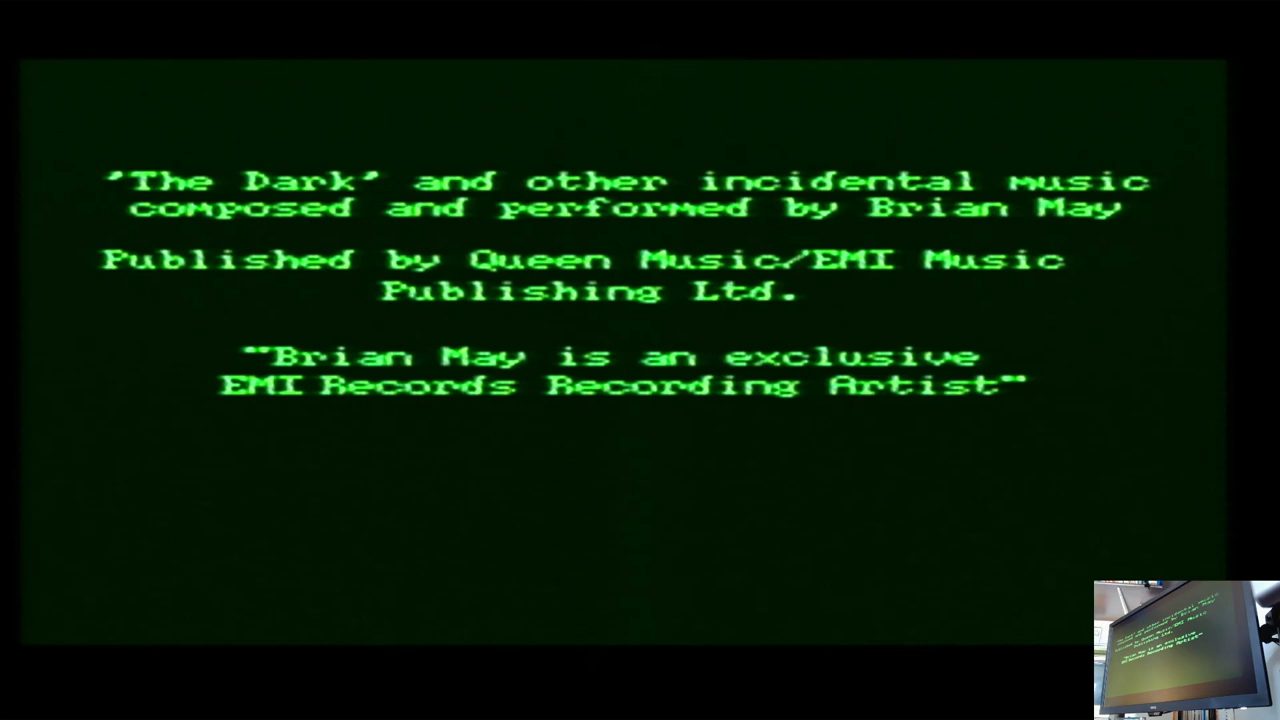 'The Dark' and other incidental music
composed and performed by Brian May
Published by Queen Music/EMI Music
Publishing Ltd.
"Brian May is an exclusive
EMI Records Recording Artist"